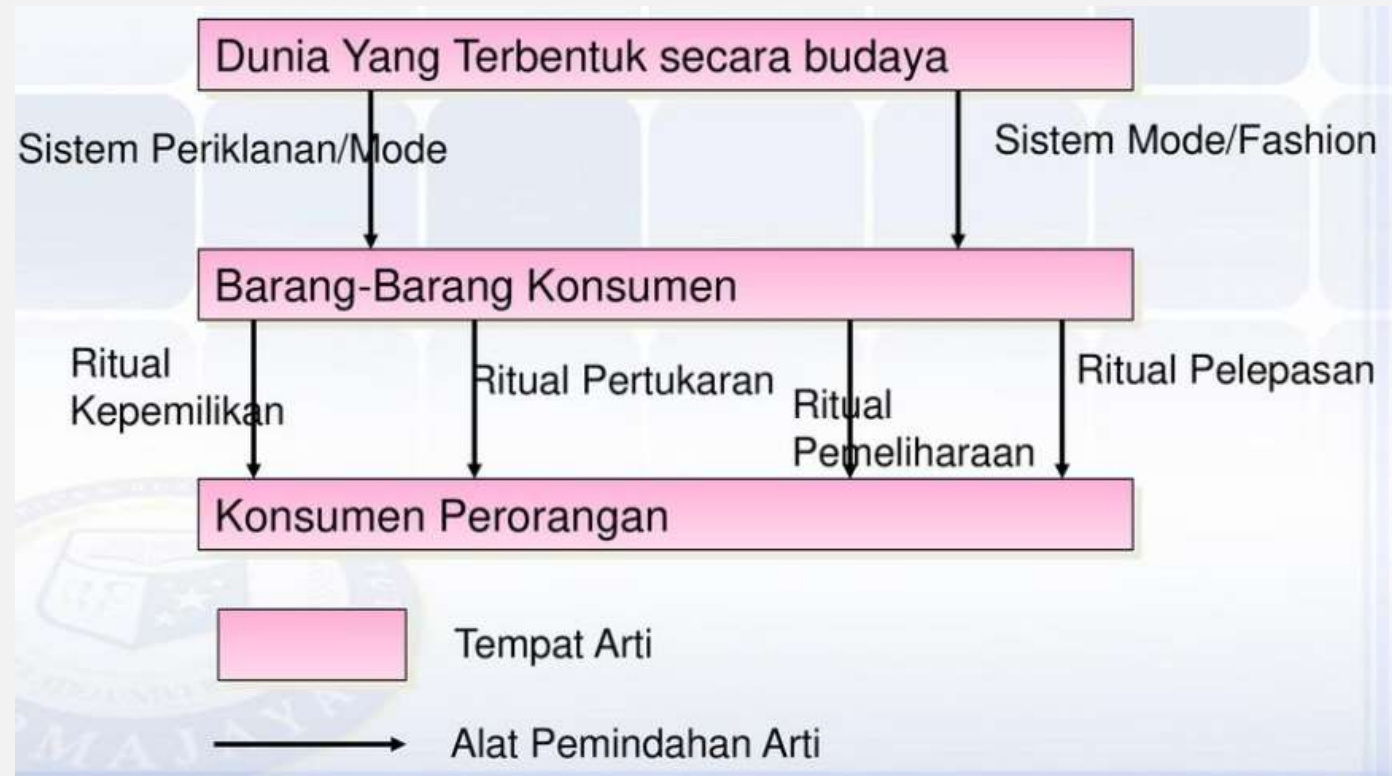 Dunia Yang Terbentuk secara budaya
Sistem Periklanan/Mode
Sistem Mode/Fashion
Barang-Barang Konsumen
Ritual
Kepemilikan
Ritual Pertukaran
Ritual
Pemeliharaan
Ritual Pelepasan
Konsumen Perorangan
Tempat Arti
Alat Pemindahan Arti